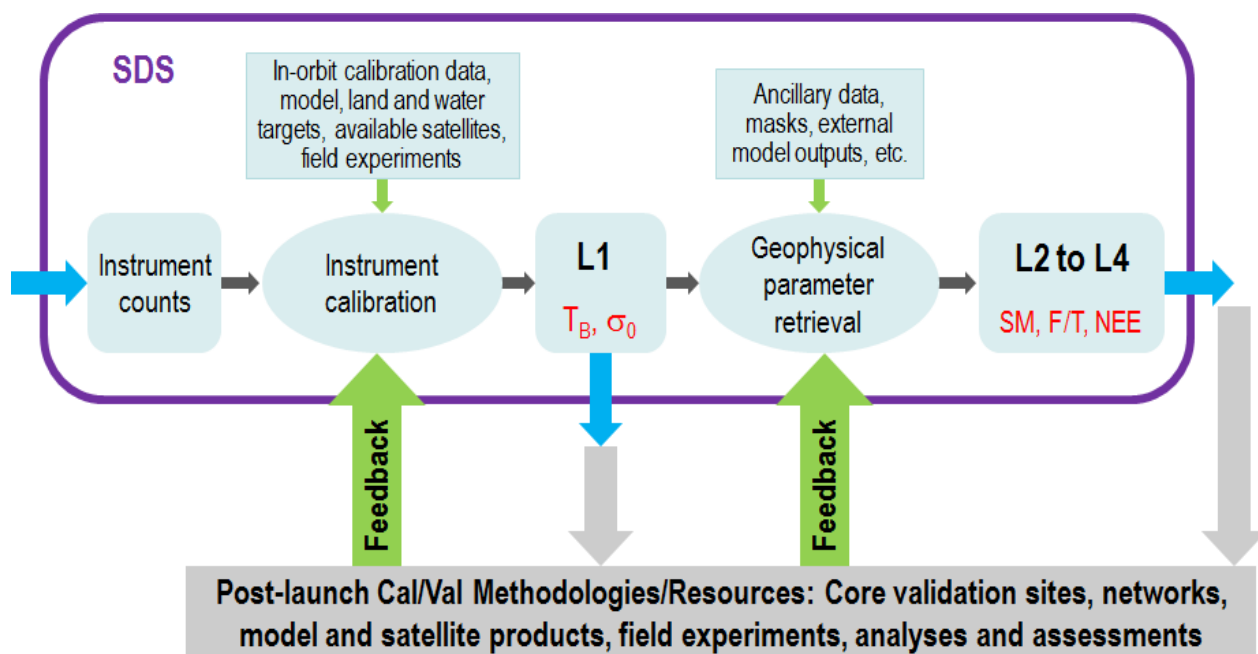 SDS
In-orbit calibration data,
model, land and water
targets, available satellites,
field experiments
Ancillary data,
masks, external
model outputs, etc.
Instrument
counts
Instrument
calibration
L1
T_B, σ_0
Geophysical
parameter
retrieval
L2 to L4
SM, F/T, NEE
Feedback
Feedback
Post-launch Cal/Val Methodologies/Resources: Core validation sites, networks,
model and satellite products, field experiments, analyses and assessments